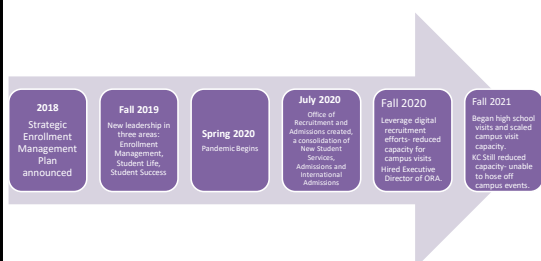 2018
Strategic
Enrollment
Management
Plan
announced
Fall 2019
New leadership in
three areas:
Enrollment
Management,
Student Life,
Student Success
Spring 2020
Pandemic Begins
July 2020
Office of
Recruitment and
Admissions created,
a consolidation of
New Student
Services,
Admissions and
International
Admissions
Fall 2020
Leverage digital
recruitment
efforts- reduced
capacity for
campus visits
Hired Executive
Director of ORA.
Fall 2021
Began high school
visits and scaled
campus visit
capacity.
KC Still reduced
capacity- unable
to hose off
campus events.